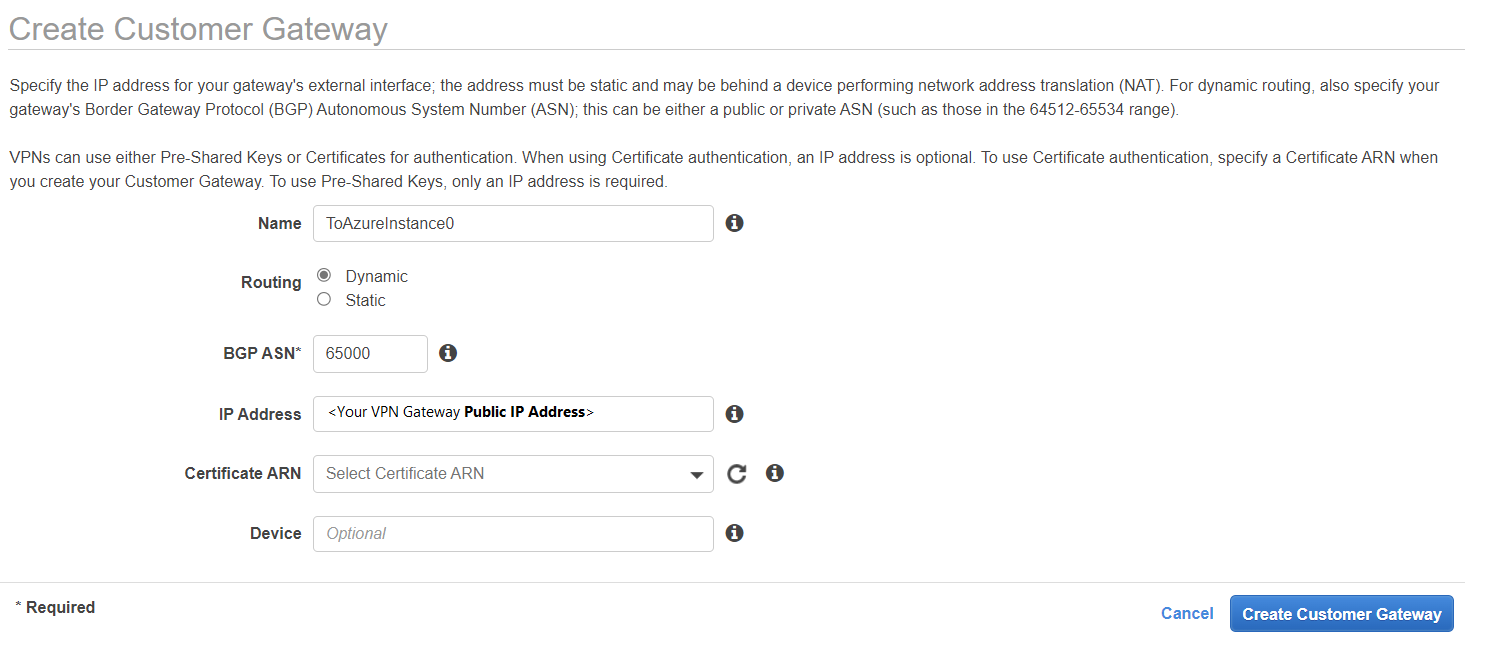 Create Customer Gateway
Specify the IP address for your gateway's external interface; the address must be static and may be behind a device performing network address translation (NAT). For dynamic routing, also specify your
gateway's Border Gateway Protocol (BGP) Autonomous System Number (ASN); this can be either a public or private ASN (such as those in the 64512-65534 range).
VPNs can use either Pre-Shared Keys or Certificates for authentication. When using Certificate authentication, an IP address is optional. To use Certificate authentication, specify a Certificate ARN when
you create your Customer Gateway. To use Pre-Shared Keys, only an IP address is required.
Name ToAzureInstance0
Routing Dynamic
Static
BGP ASN* 65000
IP Address <Your VPN Gateway Public IP Address>
Certificate ARN Select Certificate ARN
Device Optional
* Required
Cancel Create Customer Gateway